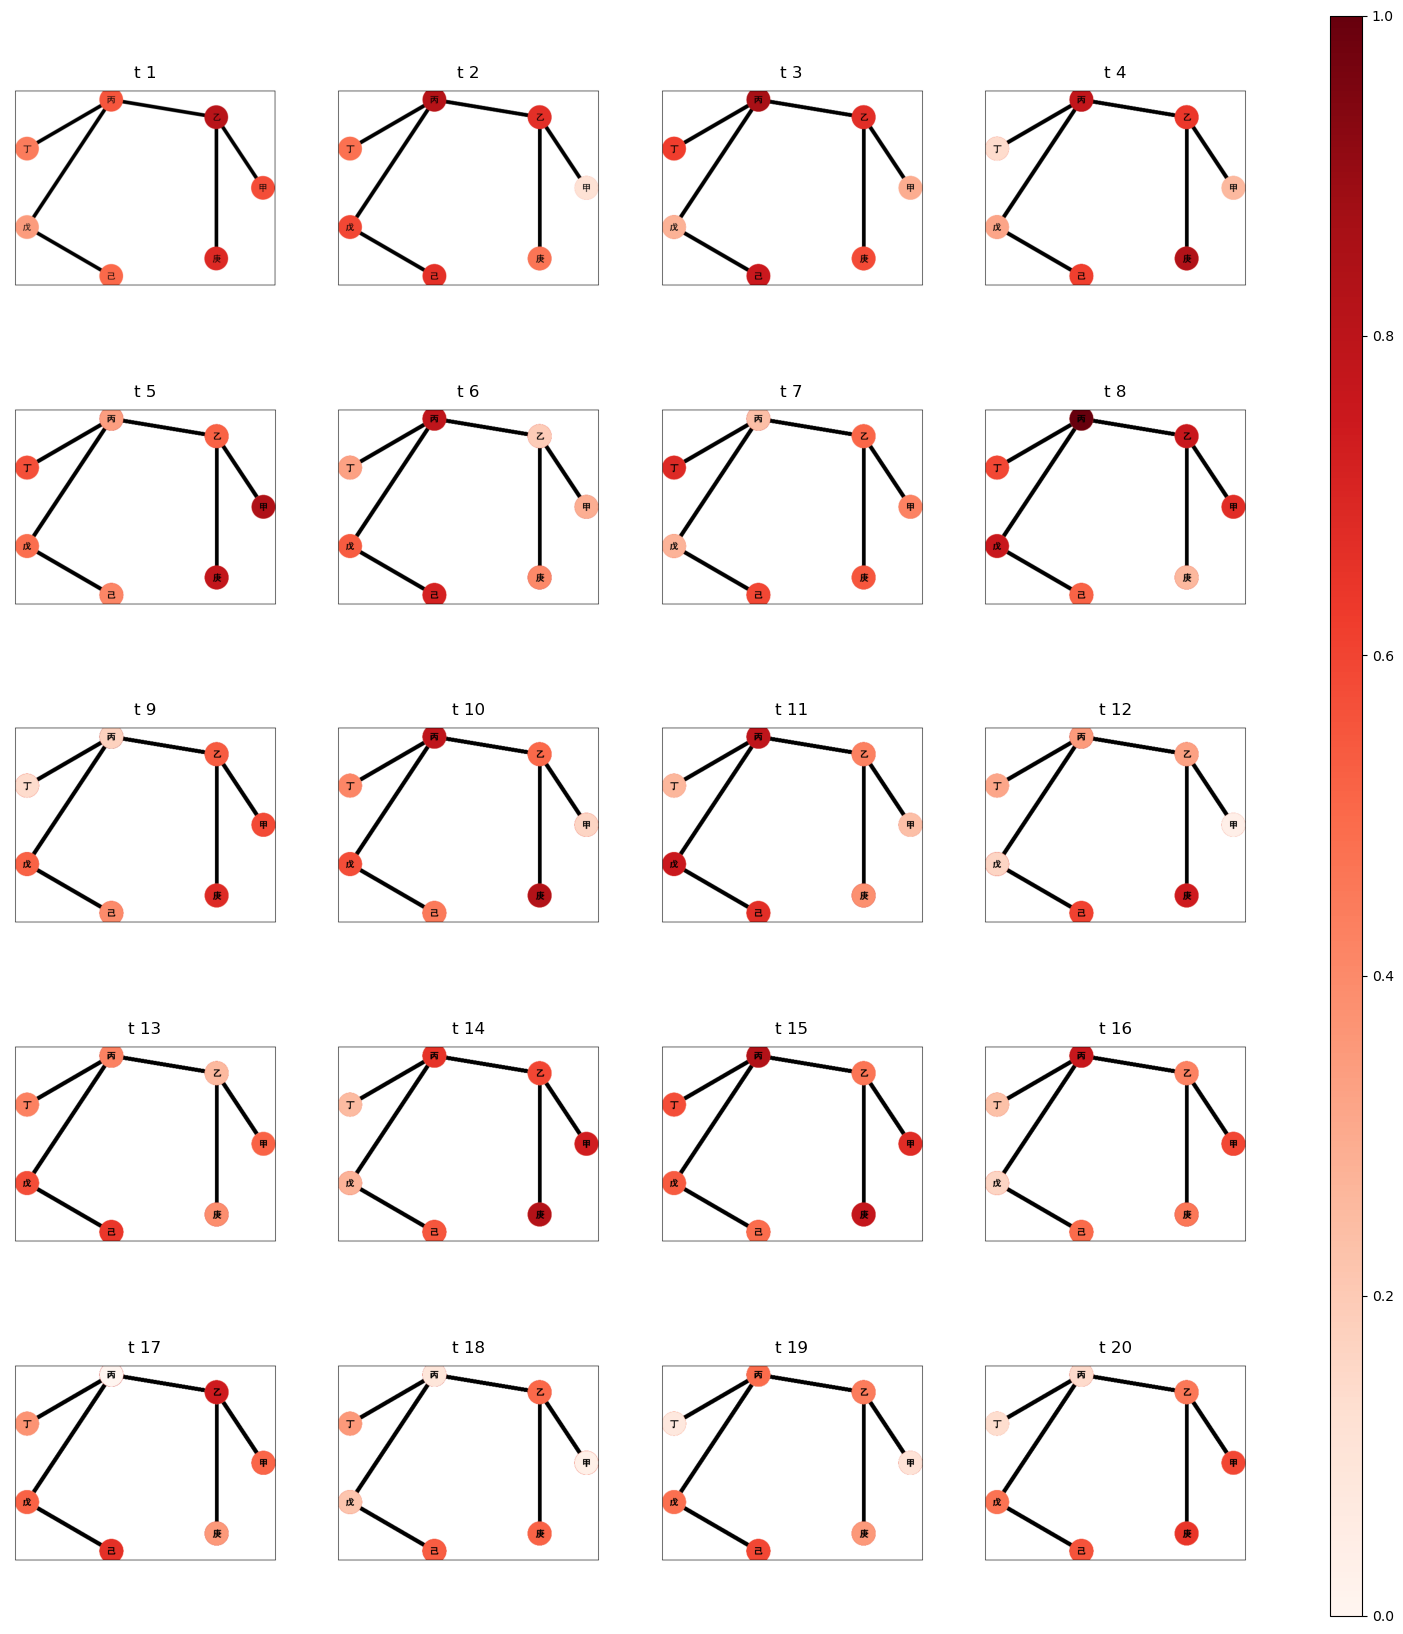 1.0
t 1
t 2
t 3
t 4
丙
乙
丁
甲
戊
庚
己
丙
乙
丁
甲
戊
庚
己
丙
乙
丁
甲
戊
庚
己
丙
乙
丁
甲
戊
庚
己
0.8
t 5
t 6
t 7
t 8
丙
乙
丁
甲
戊
庚
己
丙
乙
丁
甲
戊
庚
己
丙
乙
丁
甲
戊
庚
己
丙
乙
丁
甲
戊
庚
己
0.6
t 9
t 10
t 11
t 12
丙
乙
丁
甲
戊
庚
己
丙
乙
丁
甲
戊
庚
己
丙
乙
丁
甲
戊
庚
己
丙
乙
丁
甲
戊
庚
己
0.4
t 13
t 14
t 15
t 16
丙
乙
丁
甲
戊
庚
己
丙
乙
丁
甲
戊
庚
己
丙
乙
丁
甲
戊
庚
己
丙
乙
丁
甲
戊
庚
己
0.2
t 17
t 18
t 19
t 20
丙
乙
丁
甲
戊
庚
己
丙
乙
丁
甲
戊
庚
己
丙
乙
丁
甲
戊
庚
己
丙
乙
丁
甲
戊
庚
己
0.0